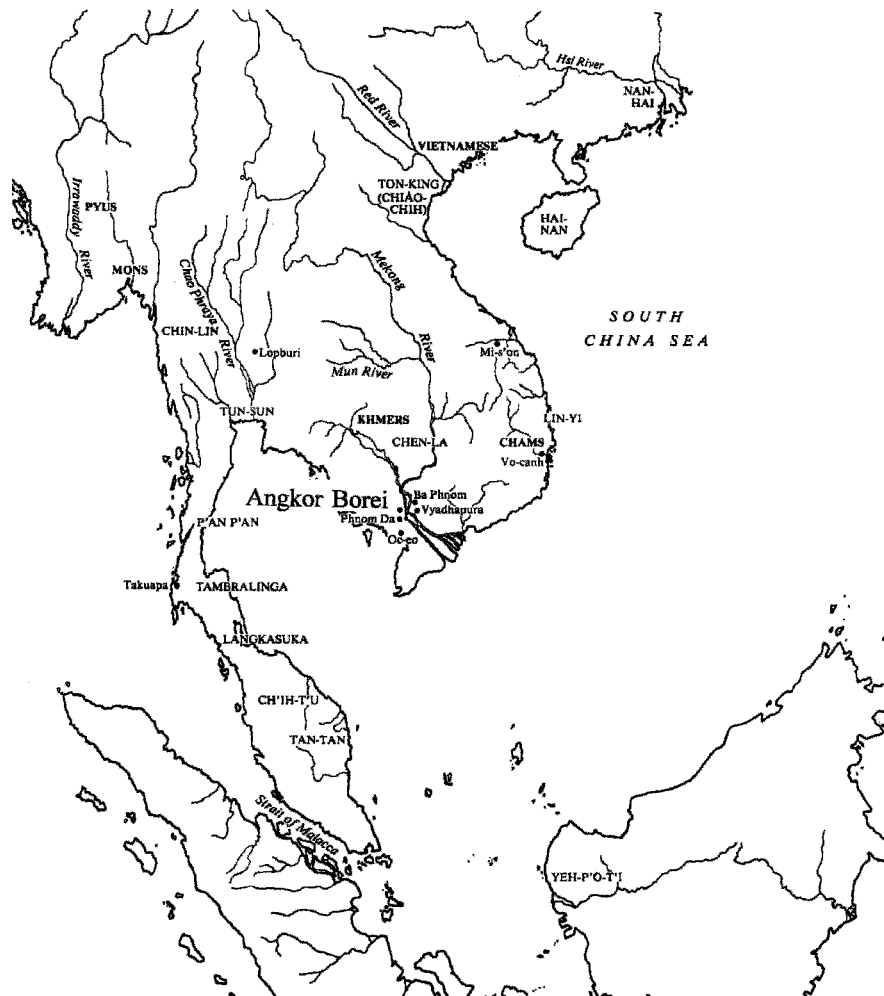 Hsi River
NAN-
HAI
Red River
VIETNAMESE
TON-KING
(CHIAO-
CHIH)
HAI-
NAN
Irrawaddy
River
PYUS
MONS
Chao Phraya
River
CHIN-LIN
Lopburi
Mekong
River
Mun River
Mi-s'on
SOUTH
CHINA SEA
TUN-SUN
KHMERS
CHEN-LA
CHAMS
LIN-YI
Vo-canh
Angkor Borei
Ba Phnom
Vyadhapura
Phnom Da
Oc-eo
P'AN P'AN
Takuapa
TAMBRALINGA
LANGKASUKA
CH'IH-T'U
TAN-TAN
Strait of Malacca
YEH-P'O-T'I